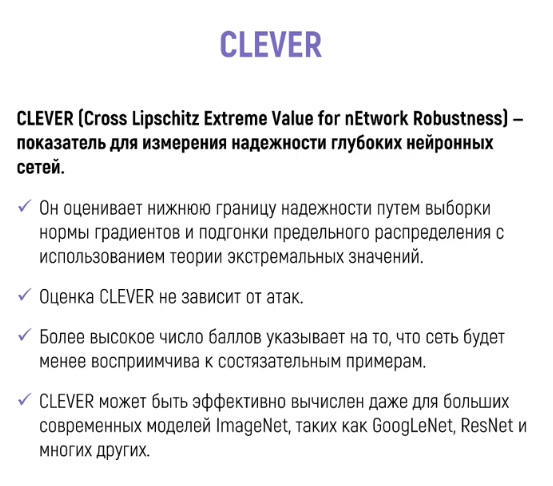 CLEVER
CLEVER (Cross Lipschitz Extreme Value for nEtwork Robustness) –
показатель для измерения надежности глубоких нейронных
сетей.
✓ Он оценивает нижнюю границу надежности путем выборки
нормы градиентов и подгонки предельного распределения с
использованием теории экстремальных значений.
✓ Оценка CLEVER не зависит от атак.
✓ Более высокое число баллов указывает на то, что сеть будет
менее восприимчива к состязательным примерам.
✓ CLEVER может быть эффективно вычислен даже для больших
современных моделей ImageNet, таких как GoogLeNet, ResNet и
многих других.